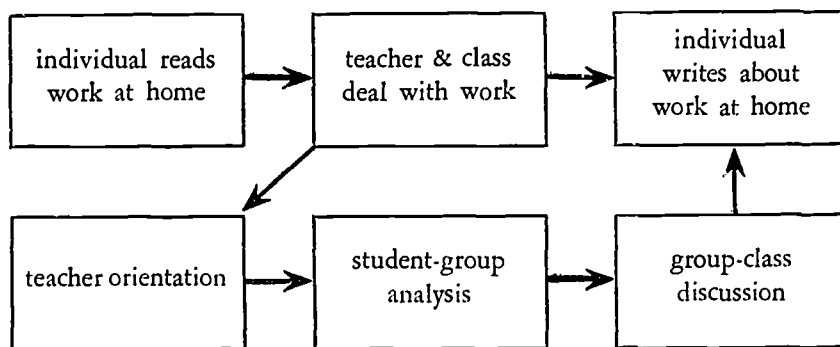 individual reads
work at home
teacher & class
deal with work
individual
writes about
work at home
teacher orientation
student-group
analysis
group-class
discussion